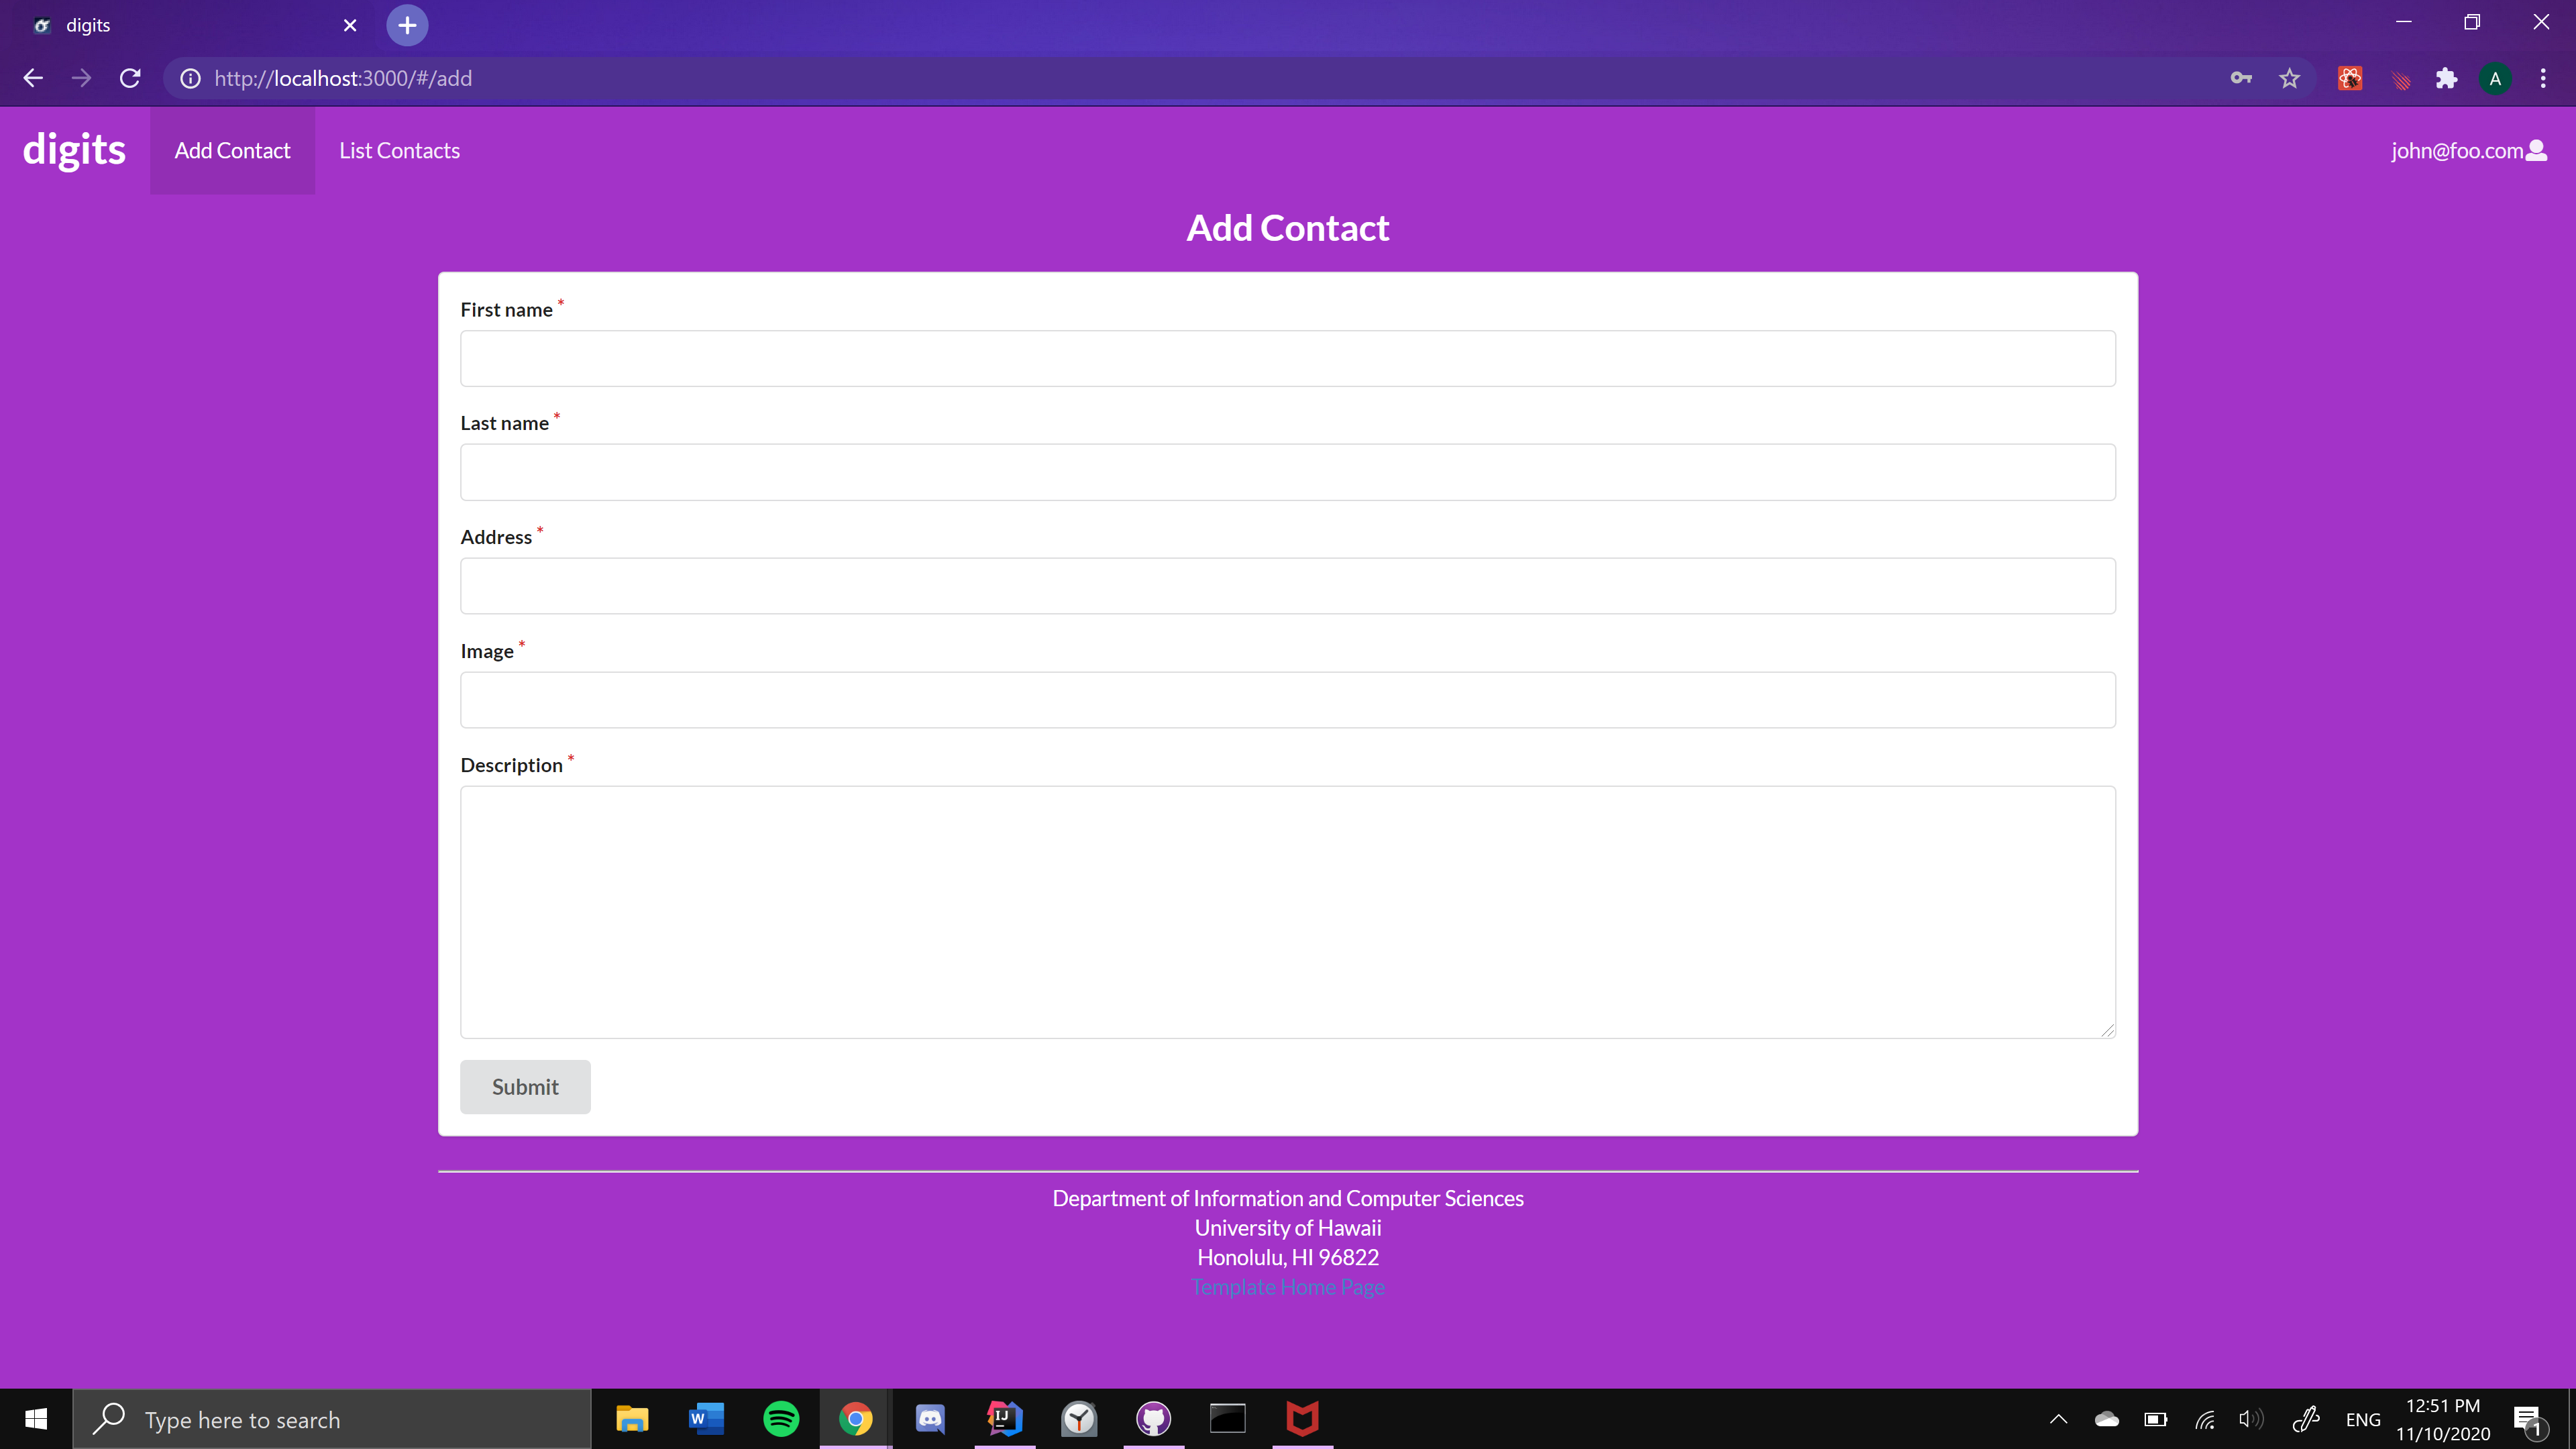 digits
http://localhost:3000/#/add
A
digits
Add Contact
List Contacts
john@foo.com
Add Contact
First name *
Last name *
Address *
Image *
Description *
Submit
Department of Information and Computer Sciences
University of Hawaii
Honolulu, HI 96822
Template Home Page
Type here to search
W
IJ
ENG
12:51 PM
11/10/2020
1